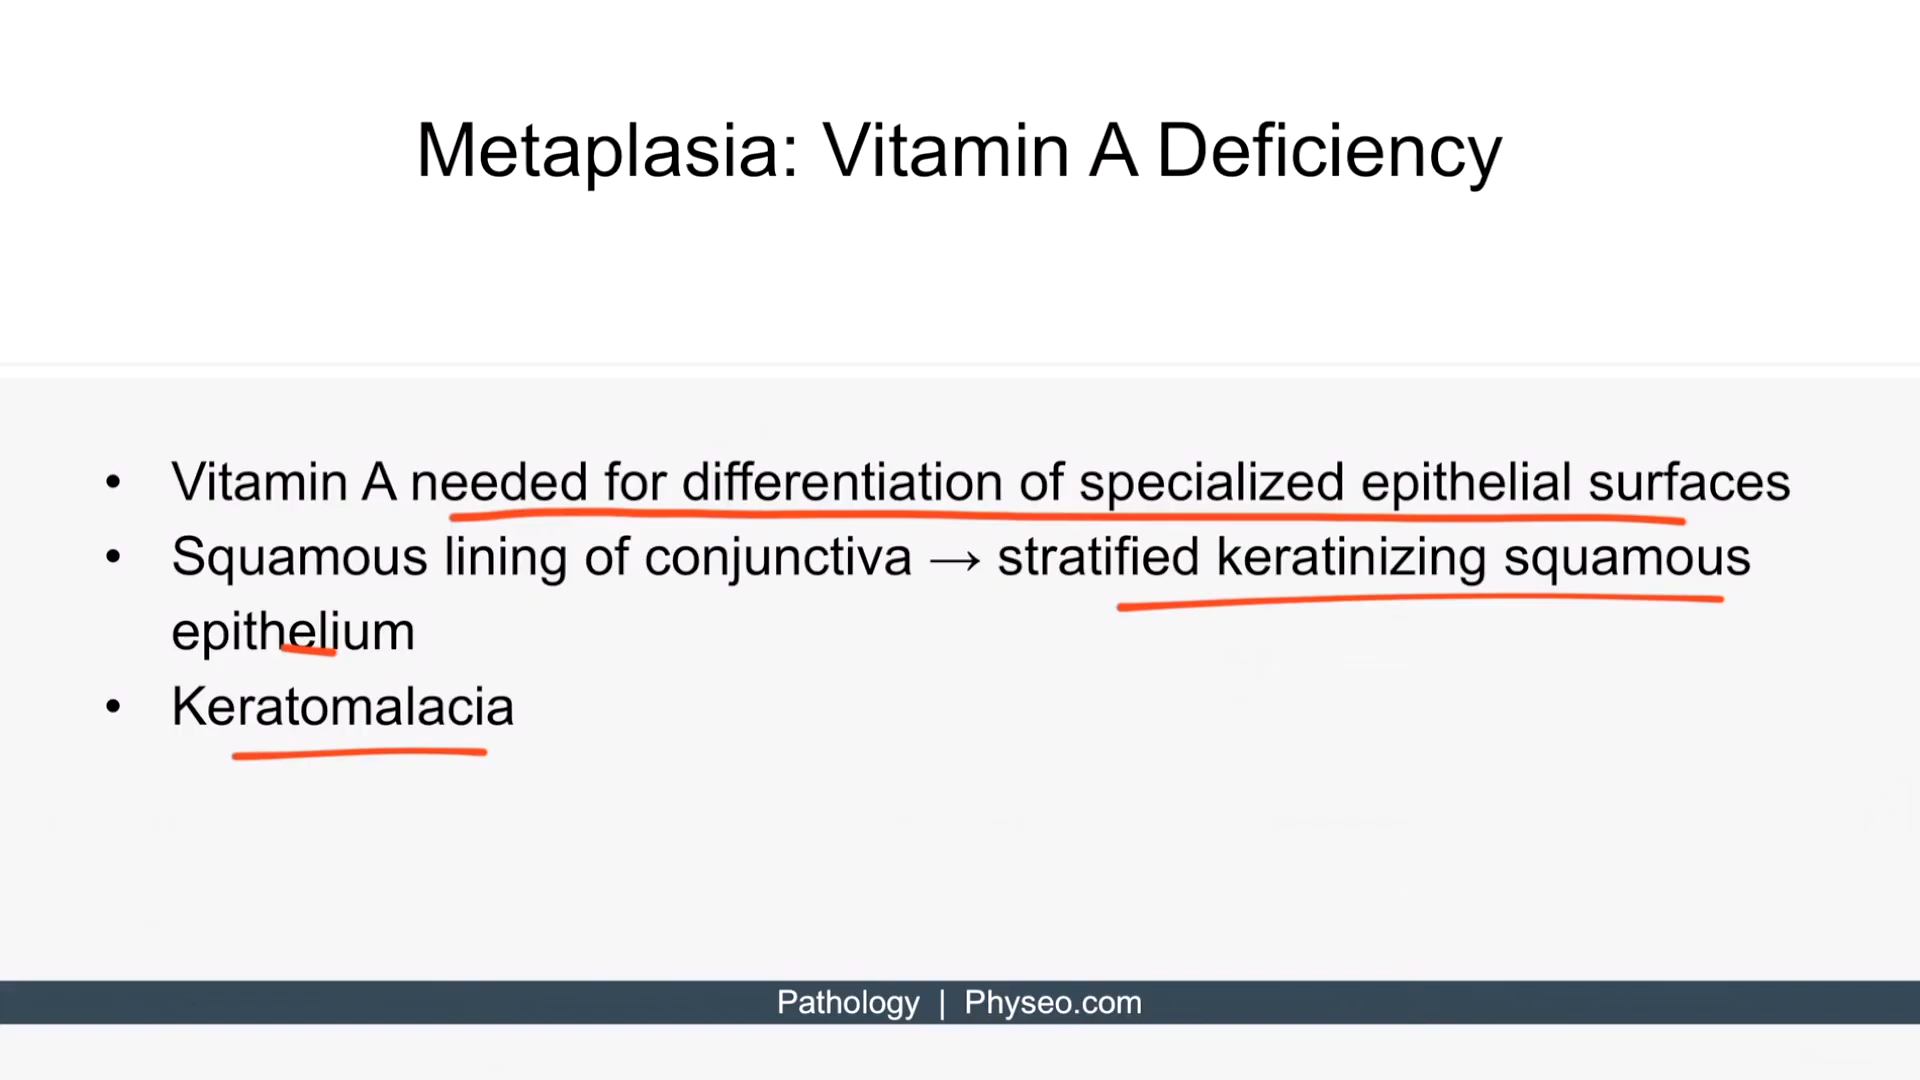 Metaplasia: Vitamin A Deficiency
• Vitamin A needed for differentiation of specialized epithelial surfaces
• Squamous lining of conjunctiva → stratified keratinizing squamous
epithelium
• Keratomalacia
Pathology | Physeo.com